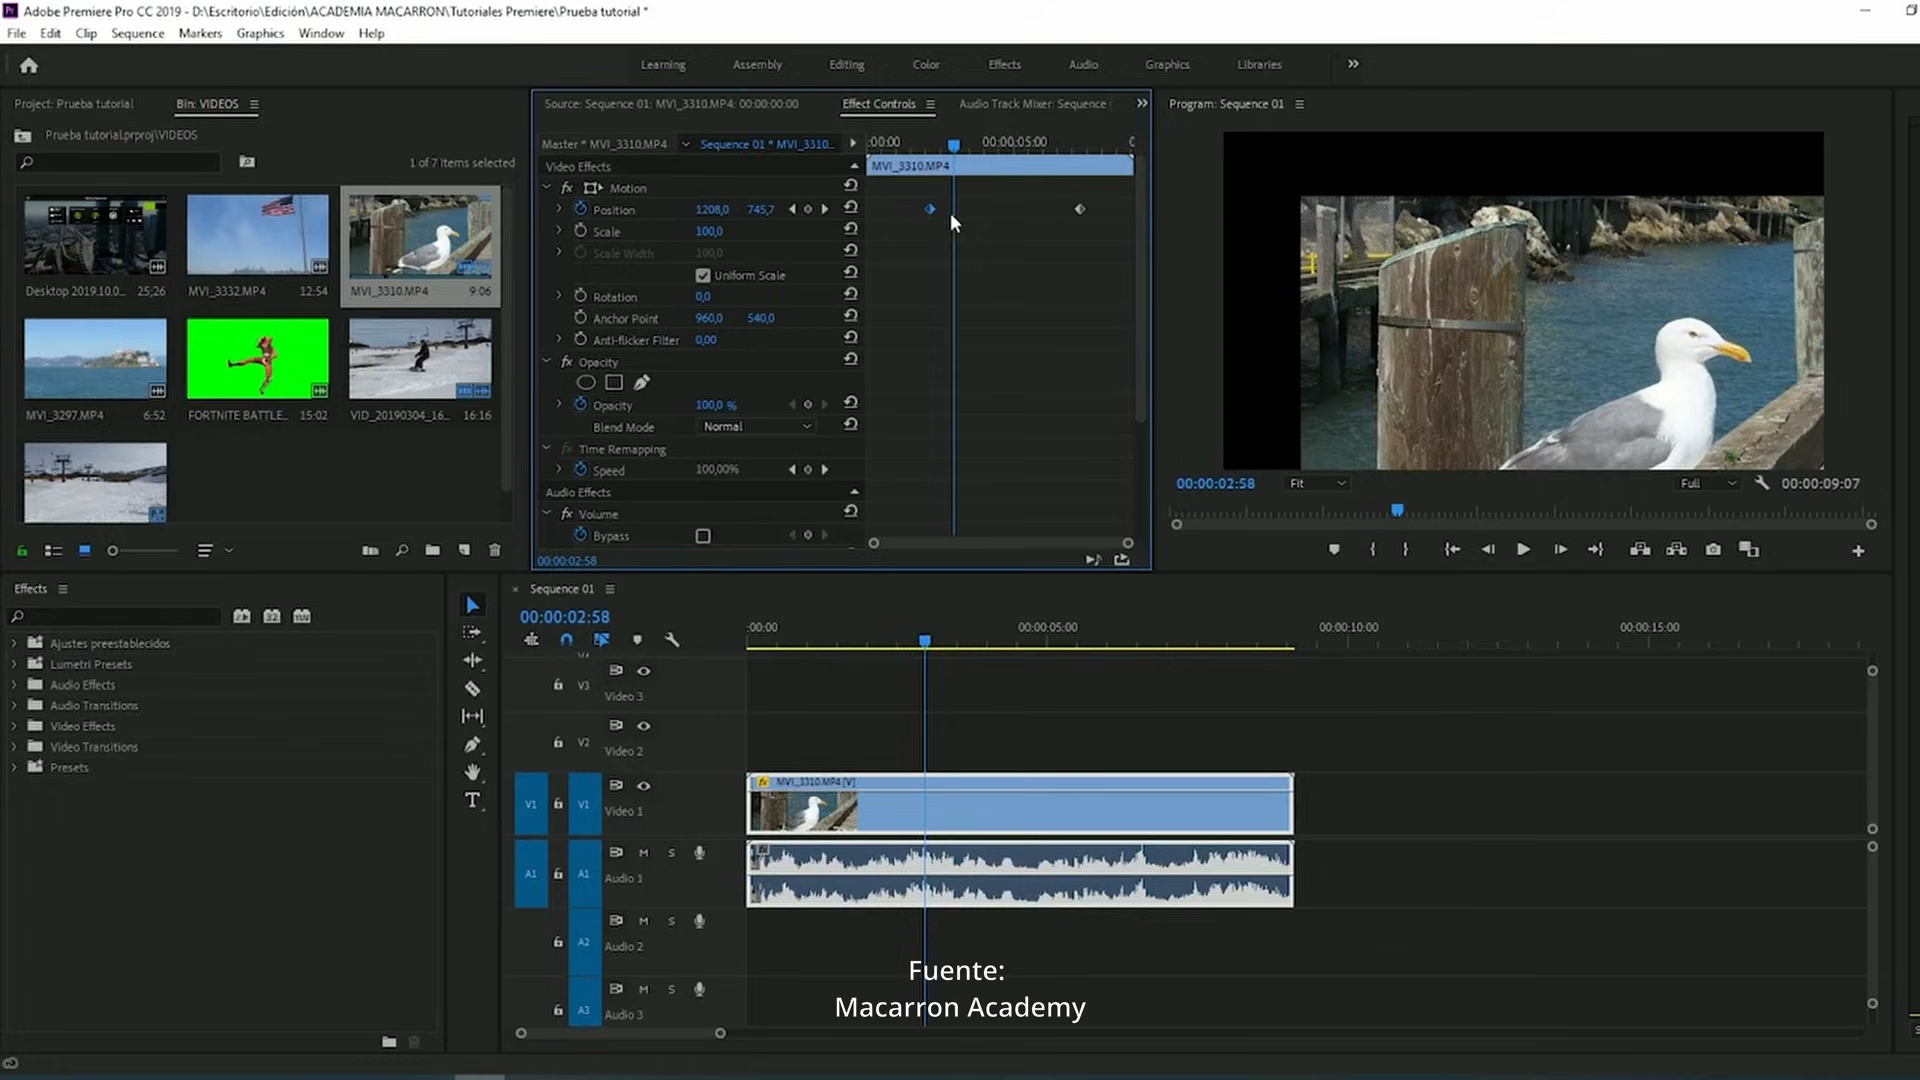 Adobe Premiere Pro CC 2019 - D:\Escritorio\Edición\ACADEMIA MACARRON\Tutoriales Premiere\Prueba tutorial *
File Edit Clip Sequence Markers Graphics Window Help
Learning Assembly Editing Color Effects Audio Graphics Libraries
Project: Prueba tutorial Bin: VIDEOS
Prueba tutorial.prproj\VIDEOS
1 of 7 items selected
Desktop 2019.10.0... 25;26
MVI_3332.MP4 12:54
MVI_3310.MP4 9:06
MVI_3297.MP4 6:52
FORTNITE BATTLE... 15:02
VID_20190304_16... 16:16
Source: Sequence 01: MVI_3310.MP4: 00:00:00:00 Effect Controls Audio Track Mixer: Sequence
Master * MVI_3310.MP4 Sequence 01 * MVI_3310...
:00:00 00:00:05:00 0
MVI_3310.MP4
Video Effects
fx Motion
Position 1208,0 745,7
Scale 100,0
Scale Width 100,0
Uniform Scale
Rotation 0,0
Anchor Point 960,0 540,0
Anti-flicker Filter 0,00
fx Opacity
Opacity 100,0 %
Blend Mode Normal
fx Time Remapping
Speed 100,00%
Audio Effects
fx Volume
Bypass
00:00:02:58
Program: Sequence 01
00:00:02:58 Fit Full 00:00:09:07
Effects
Ajustes preestablecidos
Lumetri Presets
Audio Effects
Audio Transitions
Video Effects
Video Transitions
Presets
Sequence 01
00:00:02:58
:00:00 00:00:05:00 00:00:10:00 00:00:15:00
V3 Video 3
V2 Video 2
V1 V1 Video 1
fx MVI_3310.MP4 [V]
A1 A1 M S Audio 1
A2 M S Audio 2
A3 M S Audio 3
Fuente:
Macarron Academy